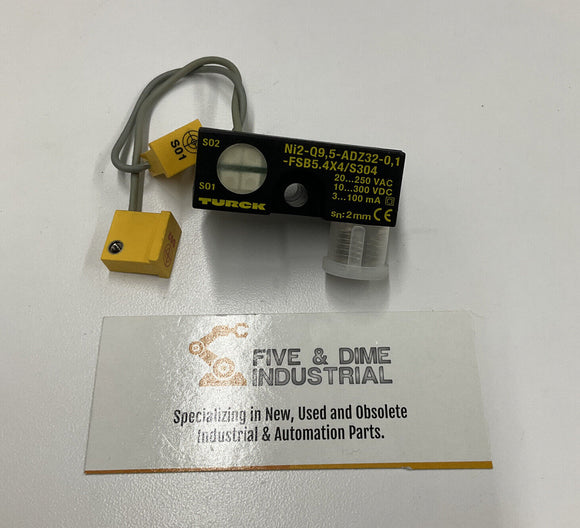 S01
S02
Ni2-Q9,5-ADZ32-0,1
-FSB5.4X4/S304
20...250 VAC
10...300 VDC
3...100 mA
S01
TURCK
sn:2mm CE
FIVE & DIME
INDUSTRIAL
Specializing in New, Used and Obsolete
Industrial & Automation Parts.